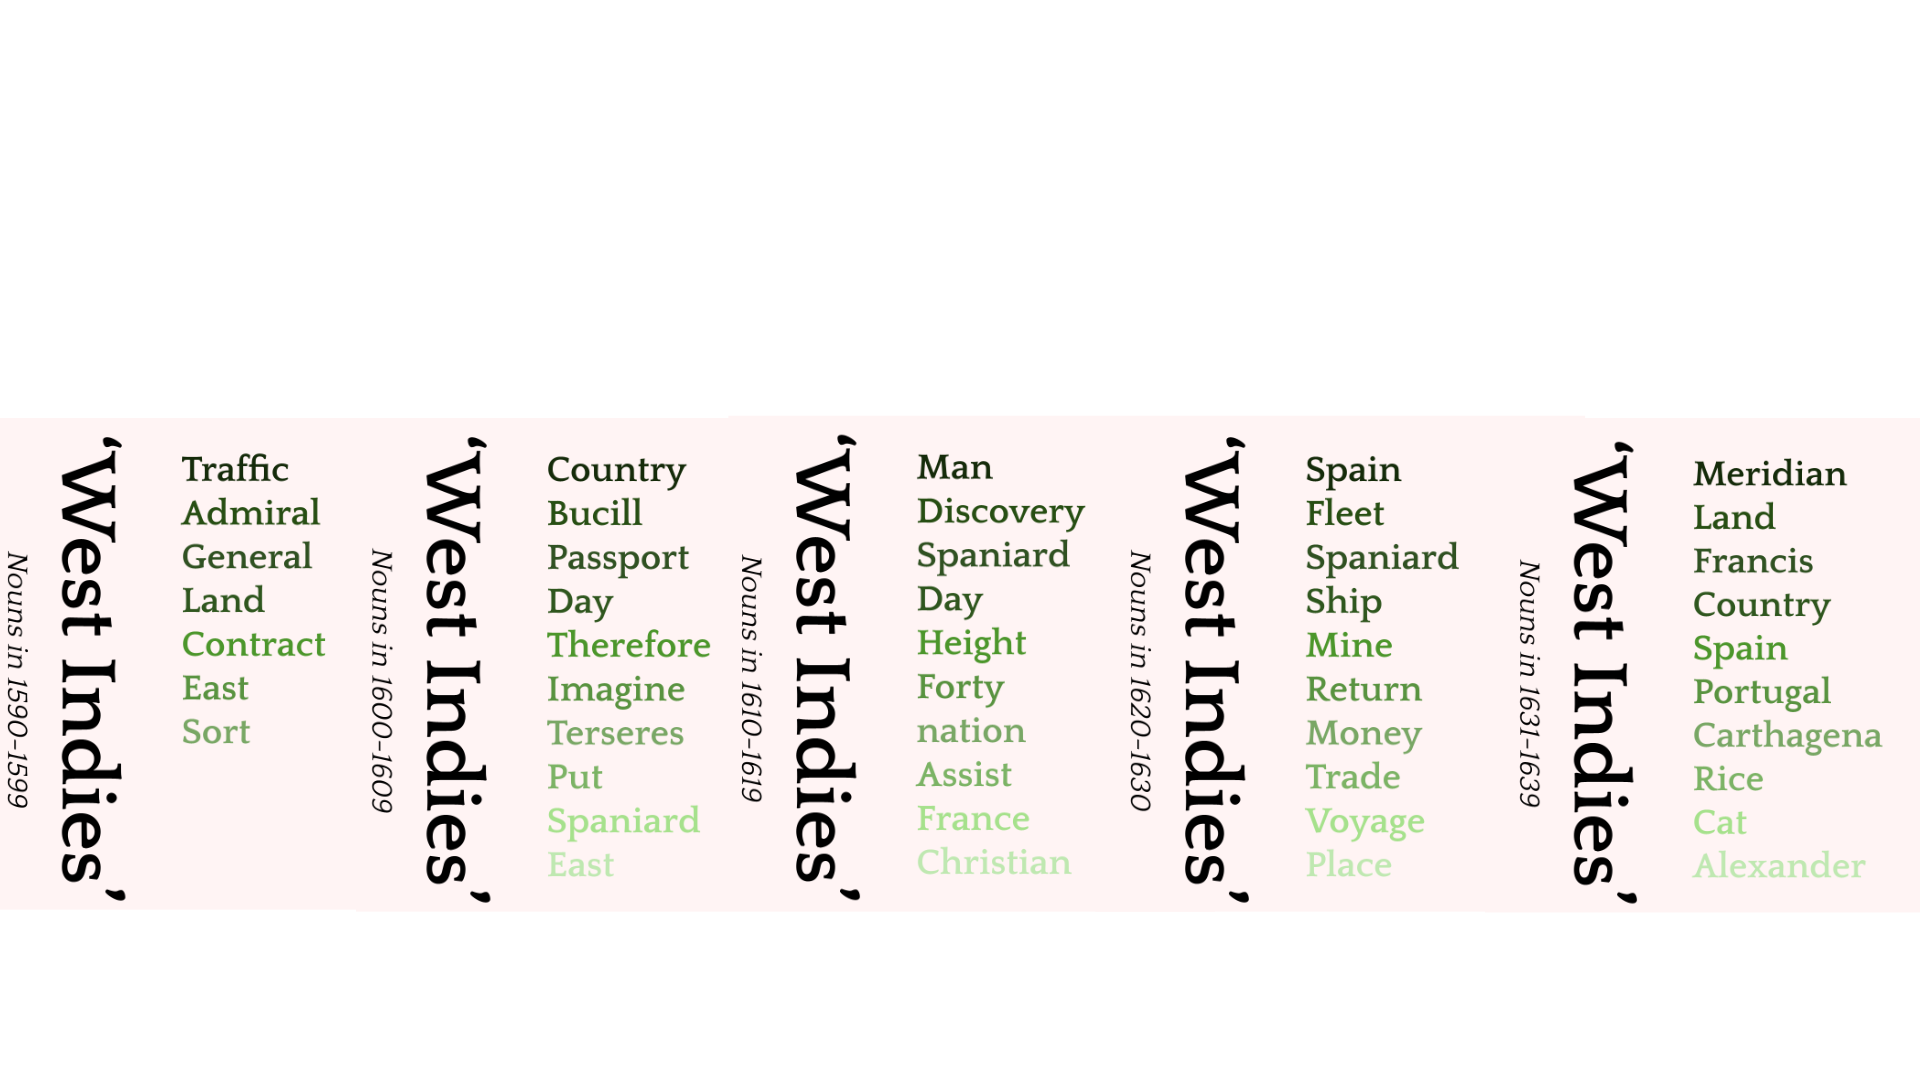 Nouns in 1590-1599
‘West Indies’
Traffic
Admiral
General
Land
Contract
East
Sort
Nouns in 1600-1609
‘West Indies’
Country
Bucill
Passport
Day
Therefore
Imagine
Terseres
Put
Spaniard
East
Nouns in 1610-1619
‘West Indies’
Man
Discovery
Spaniard
Day
Height
Forty
nation
Assist
France
Christian
Nouns in 1620-1630
‘West Indies’
Spain
Fleet
Spaniard
Ship
Mine
Return
Money
Trade
Voyage
Place
Nouns in 1631-1639
‘West Indies’
Meridian
Land
Francis
Country
Spain
Portugal
Carthagena
Rice
Cat
Alexander